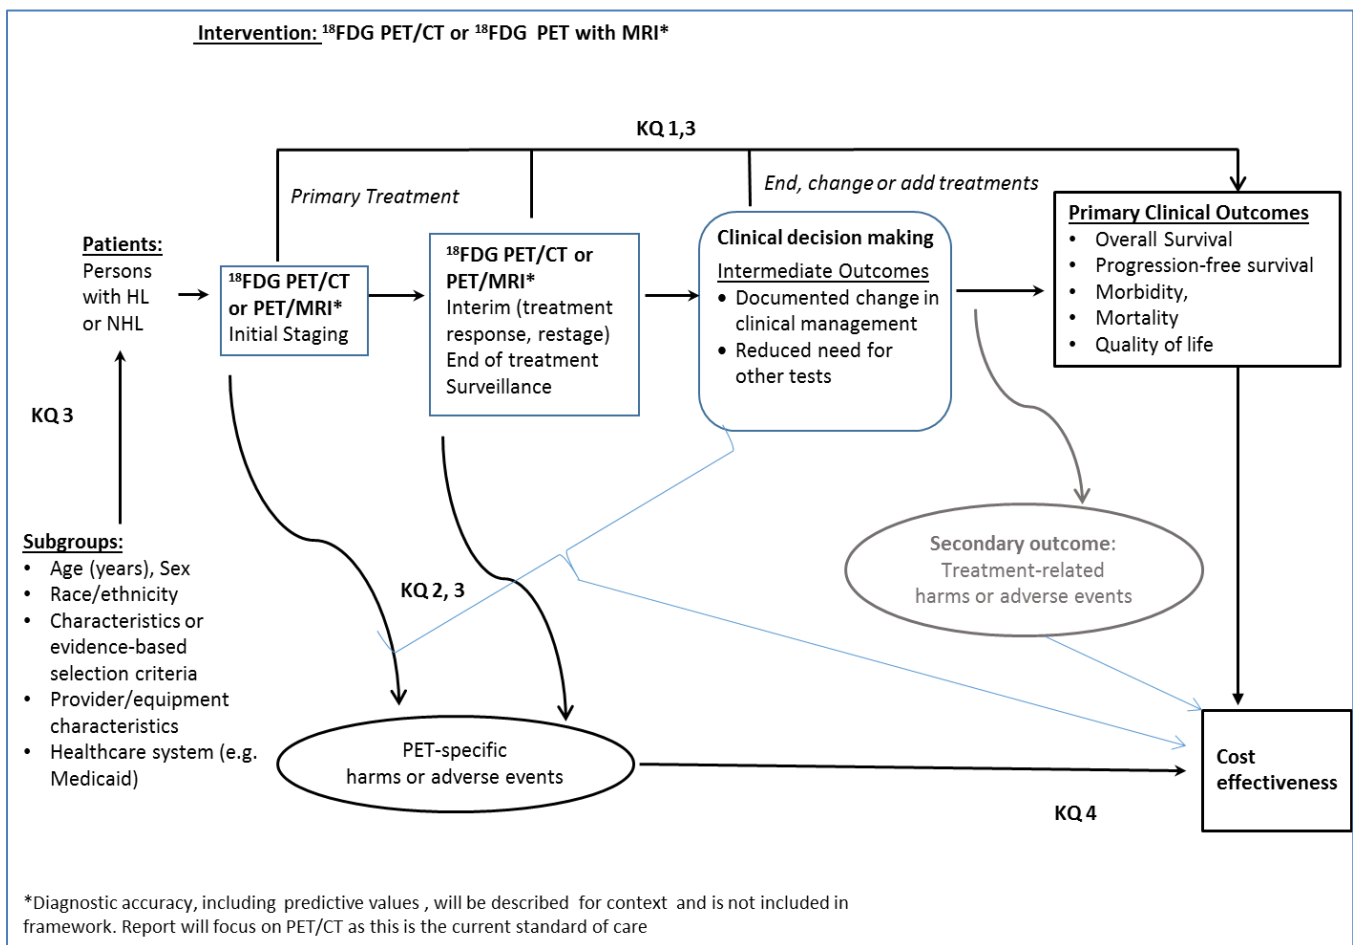 Intervention: ¹⁸FDG PET/CT or ¹⁸FDG PET with MRI*
KQ 1,3
Primary Treatment
End, change or add treatments
Patients:
Persons
with HL
or NHL
¹⁸FDG PET/CT
or PET/MRI*
Initial Staging
¹⁸FDG PET/CT or
PET/MRI*
Interim (treatment
response, restage)
End of treatment
Surveillance
Clinical decision making
Intermediate Outcomes
• Documented change in
clinical management
• Reduced need for
other tests
Primary Clinical Outcomes
• Overall Survival
• Progression-free survival
• Morbidity,
• Mortality
• Quality of life
KQ 3
Subgroups:
• Age (years), Sex
• Race/ethnicity
• Characteristics or
evidence-based
selection criteria
• Provider/equipment
characteristics
• Healthcare system (e.g.
Medicaid)
KQ 2, 3
Secondary outcome:
Treatment-related
harms or adverse events
PET-specific
harms or adverse events
Cost
effectiveness
KQ 4
*Diagnostic accuracy, including predictive values , will be described for context and is not included in
framework. Report will focus on PET/CT as this is the current standard of care